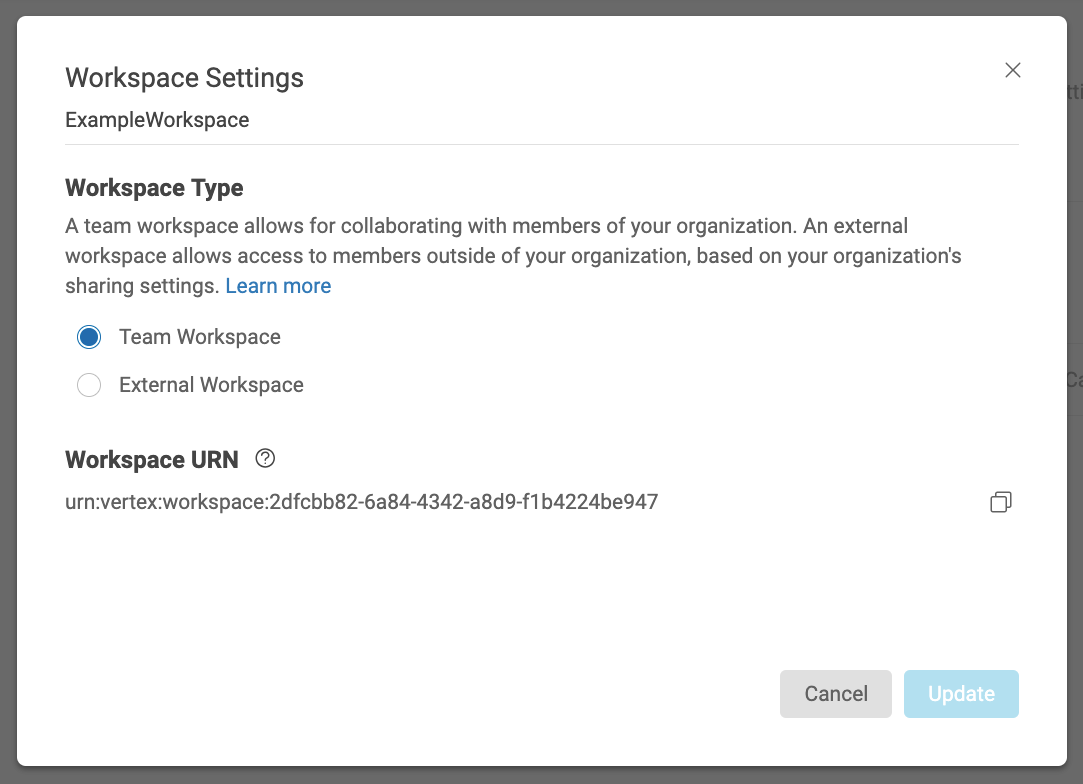 Workspace Settings
ExampleWorkspace
Workspace Type
A team workspace allows for collaborating with members of your organization. An external
workspace allows access to members outside of your organization, based on your organization's
sharing settings. Learn more
Team Workspace
External Workspace
Workspace URN
urn:vertex:workspace:2dfcbb82-6a84-4342-a8d9-f1b4224be947
Cancel
Update